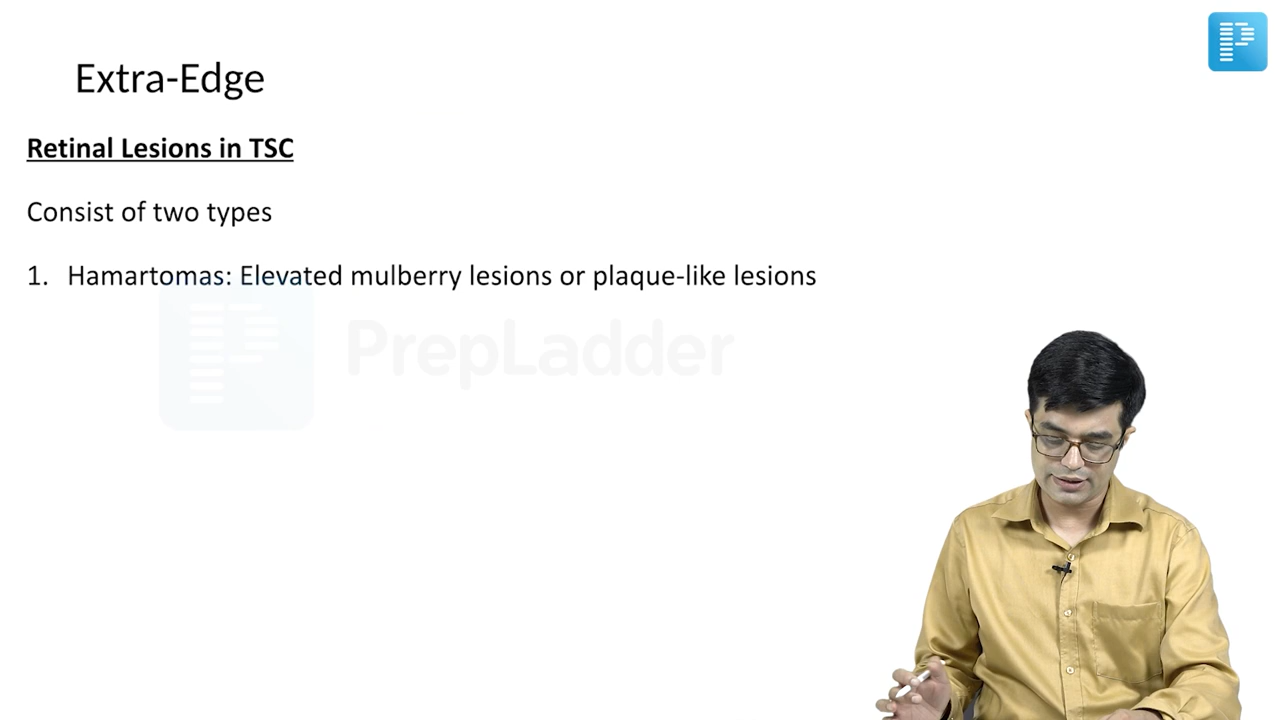 Extra-Edge
Retinal Lesions in TSC
Consist of two types
1. Hamartomas: Elevated mulberry lesions or plaque-like lesions
PrepLadder